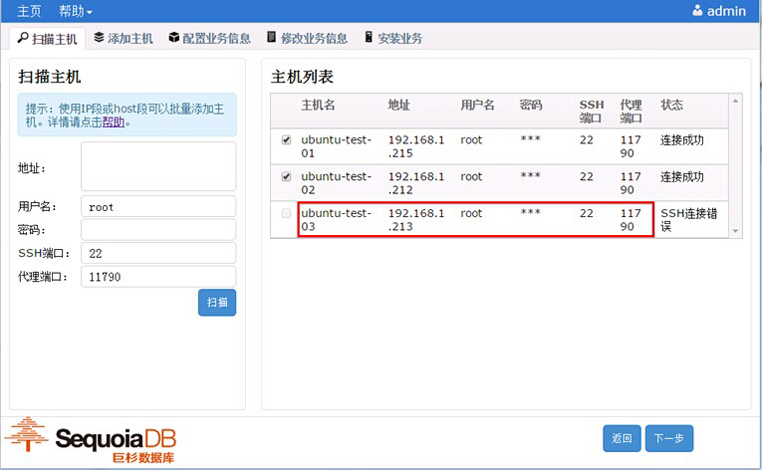 主页 帮助 admin
扫描主机 添加主机 配置业务信息 修改业务信息 安装业务
扫描主机
提示：使用IP段或host段可以批量添加主
机。详情请点击帮助。
地址：
用户名： root
密码：
SSH端口： 22
代理端口： 11790
扫描
主机列表
主机名 地址 用户名 密码 SSH 代理 状态
端口 端口
ubuntu-test- 192.168.1 root *** 22 117 连接成功
01 .215 90
ubuntu-test- 192.168.1 root *** 22 117 连接成功
02 .212 90
ubuntu-test- 192.168.1 root *** 22 117 SSH连接错
03 .213 90 误
SequoiaDB
巨杉数据库
返回 下一步